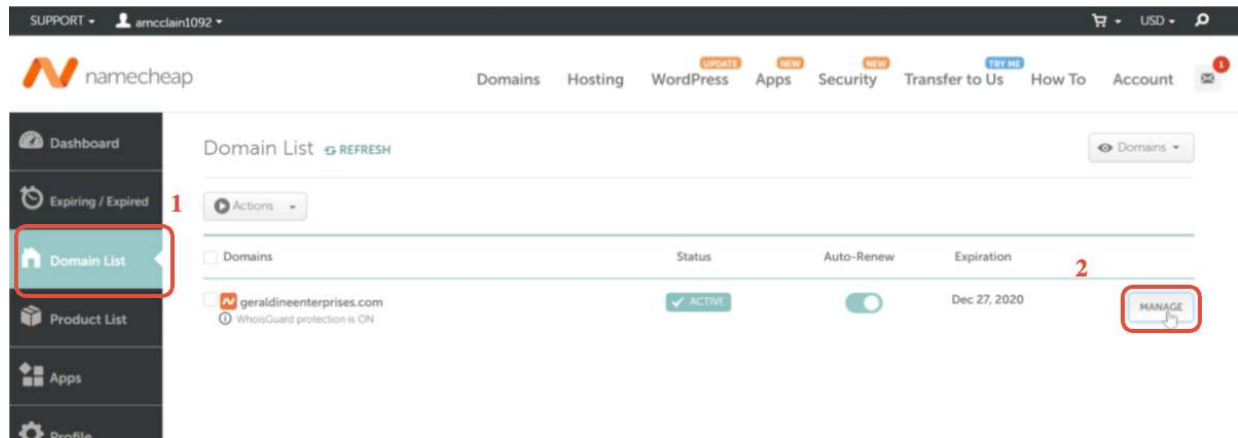 SUPPORT amcclain1092 USD
namecheap
UPDATE NEW NEW TRY ME 1
Domains Hosting WordPress Apps Security Transfer to Us How To Account
Dashboard
Domain List REFRESH Domains
Expiring / Expired 1 Actions
Domain List
Domains Status Auto-Renew Expiration 2
geraldineenterprises.com ACTIVE Dec 27, 2020 MANAGE
WhoisGuard protection is ON
Product List
Apps
Profile